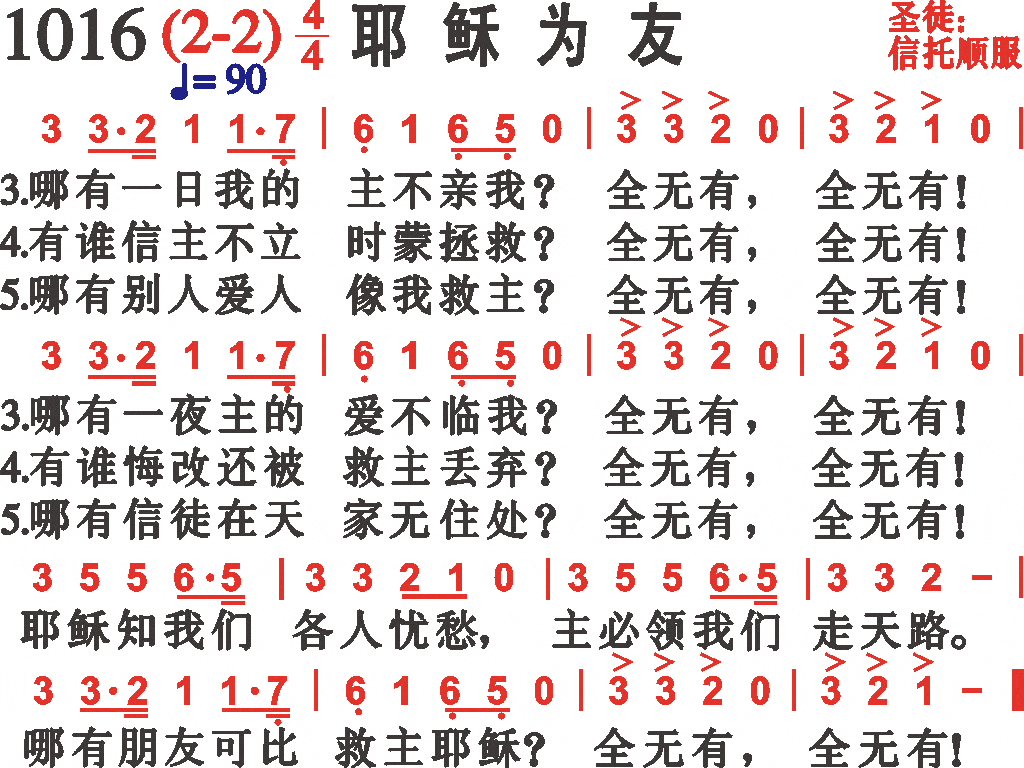 1016 (2-2) 4/4 耶稣为友 圣徒:
♩= 90 信托顺服
3 3·2 1 1·7 | 6 1 6 5 0 | 3 3 2 0 | 3 2 1 0 |
3.哪有一日我的 主不亲我? 全无有, 全无有!
4.有谁信主不立 时蒙拯救? 全无有, 全无有!
5.哪有别人爱人 像我救主? 全无有, 全无有!
3 3·2 1 1·7 | 6 1 6 5 0 | 3 3 2 0 | 3 2 1 0 |
3.哪有一夜主的 爱不临我? 全无有, 全无有!
4.有谁悔改还被 救主丢弃? 全无有, 全无有!
5.哪有信徒在天 家无住处? 全无有, 全无有!
3 5 5 6·5 | 3 3 2 1 0 | 3 5 5 6·5 | 3 3 2 – |
耶稣知我们 各人忧愁, 主必领我们 走天路。
3 3·2 1 1·7 | 6 1 6 5 0 | 3 3 2 0 | 3 2 1 –
哪有朋友可比 救主耶稣? 全无有, 全无有!